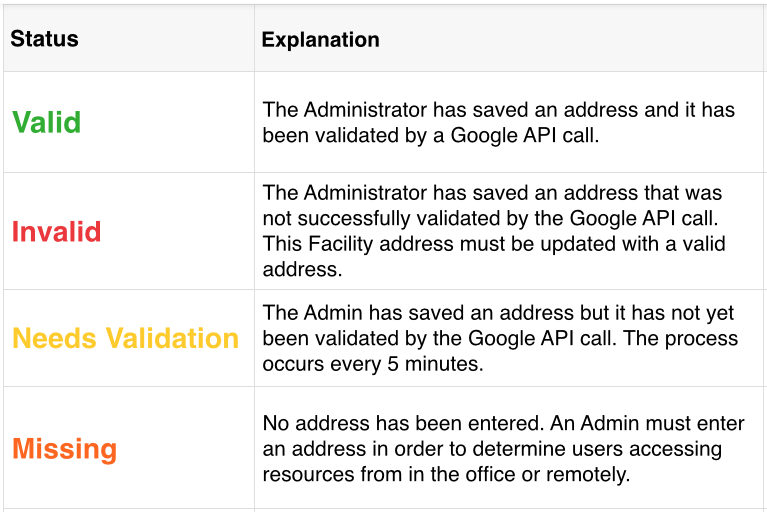 Status
Explanation
Valid
The Administrator has saved an address and it has
been validated by a Google API call.
Invalid
The Administrator has saved an address that was
not successfully validated by the Google API call.
This Facility address must be updated with a valid
address.
Needs Validation
The Admin has saved an address but it has not yet
been validated by the Google API call. The process
occurs every 5 minutes.
Missing
No address has been entered. An Admin must enter
an address in order to determine users accessing
resources from in the office or remotely.